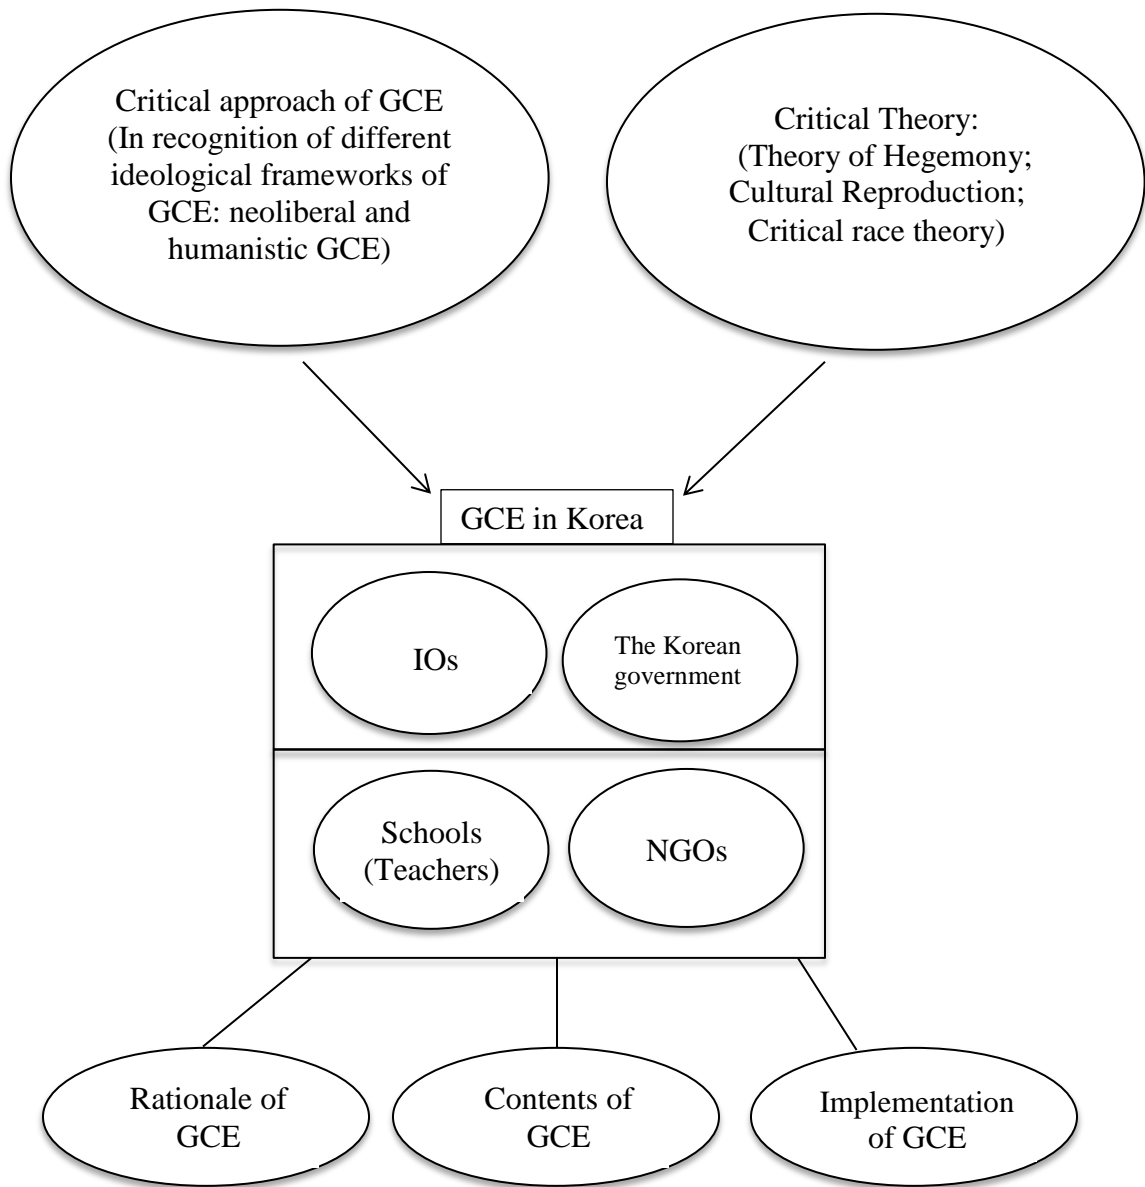 Critical approach of GCE
(In recognition of different
ideological frameworks of
GCE: neoliberal and
humanistic GCE)
Critical Theory:
(Theory of Hegemony;
Cultural Reproduction;
Critical race theory)
GCE in Korea
IOs
The Korean
government
Schools
(Teachers)
NGOs
Rationale of
GCE
Contents of
GCE
Implementation
of GCE